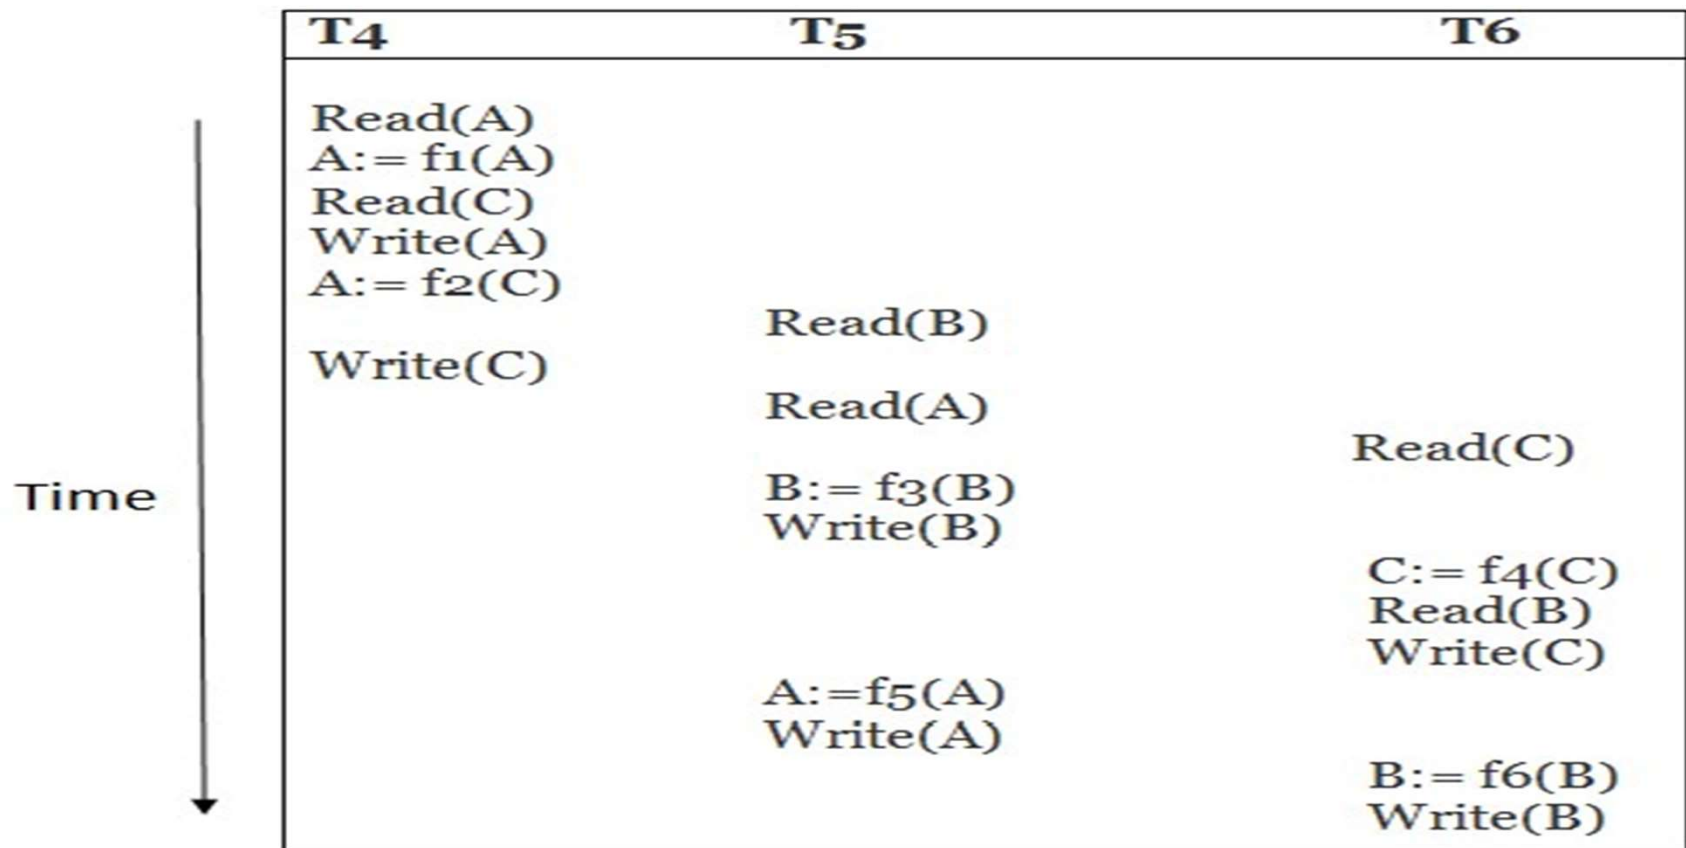 T4 T5 T6
Read(A)
A:= f1(A)
Read(C)
Write(A)
A:= f2(C)
Read(B)
Write(C)
Read(A)
Read(C)
Time
B:= f3(B)
Write(B)
C:= f4(C)
Read(B)
Write(C)
A:=f5(A)
Write(A)
B:= f6(B)
Write(B)